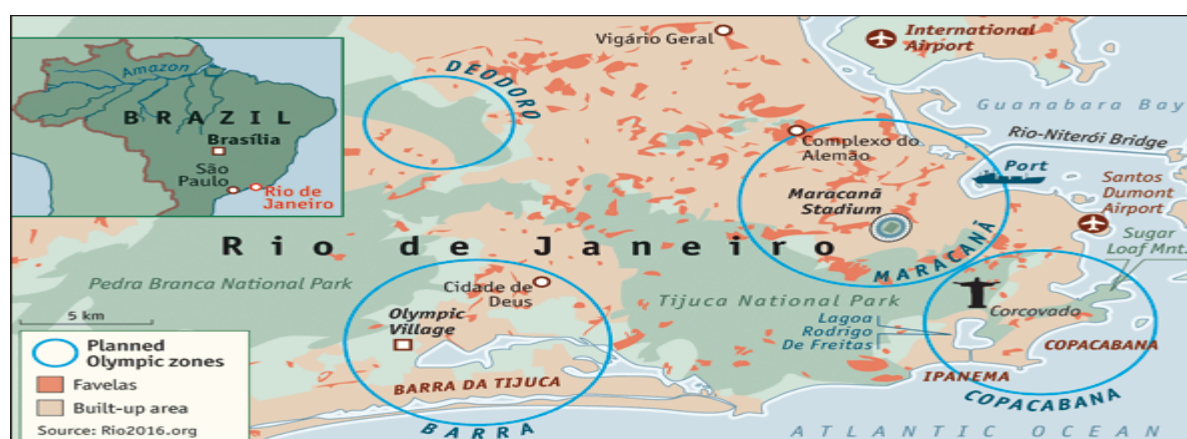 Amazon
BRAZIL
Brasília
São
Paulo
Rio de
Janeiro
DEODORO
Vigário Geral
International
Airport
Guanabara Bay
Rio-Niterói Bridge
Complexo do
Alemão
Port
Maracanã
Stadium
Santos
Dumont
Airport
Sugar
Loaf Mnt.
MARACANÃ
Rio de Janeiro
Pedra Branca National Park
Cidade de
Deus
Olympic
Village
Tijuca National Park
Lagoa
Rodrigo
De Freitas
Corcovado
COPACABANA
IPANEMA
COPACABANA
BARRA DA TIJUCA
BARRA
ATLANTIC OCEAN
5 km
Planned
Olympic zones
Favelas
Built-up area
Source: Rio2016.org